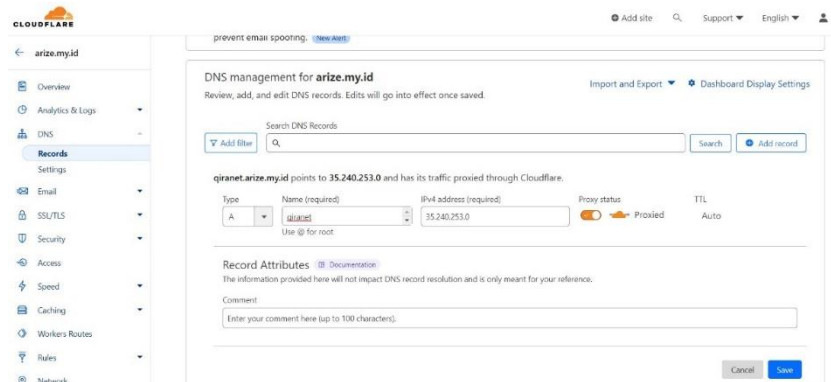 CLOUDFLARE
Add site
Support
English
arize.my.id
Overview
Analytics & Logs
DNS
Records
Settings
Email
SSL/TLS
Security
Access
Speed
Caching
Workers Routes
Rules
Network
prevent email spoofing. New Alert
DNS management for arize.my.id
Import and Export
Dashboard Display Settings
Review, add, and edit DNS records. Edits will go into effect once saved.
Search DNS Records
Add filter
Search
Add record
qiranet.arize.my.id points to 35.240.253.0 and has its traffic proxied through Cloudflare.
Type Name (required) IPv4 address (required) Proxy status TTL
A qiranet 35.240.253.0 Proxied Auto
Use @ for root
Record Attributes Documentation
The information provided here will not impact DNS record resolution and is only meant for your reference.
Comment
Enter your comment here (up to 100 characters).
Cancel Save